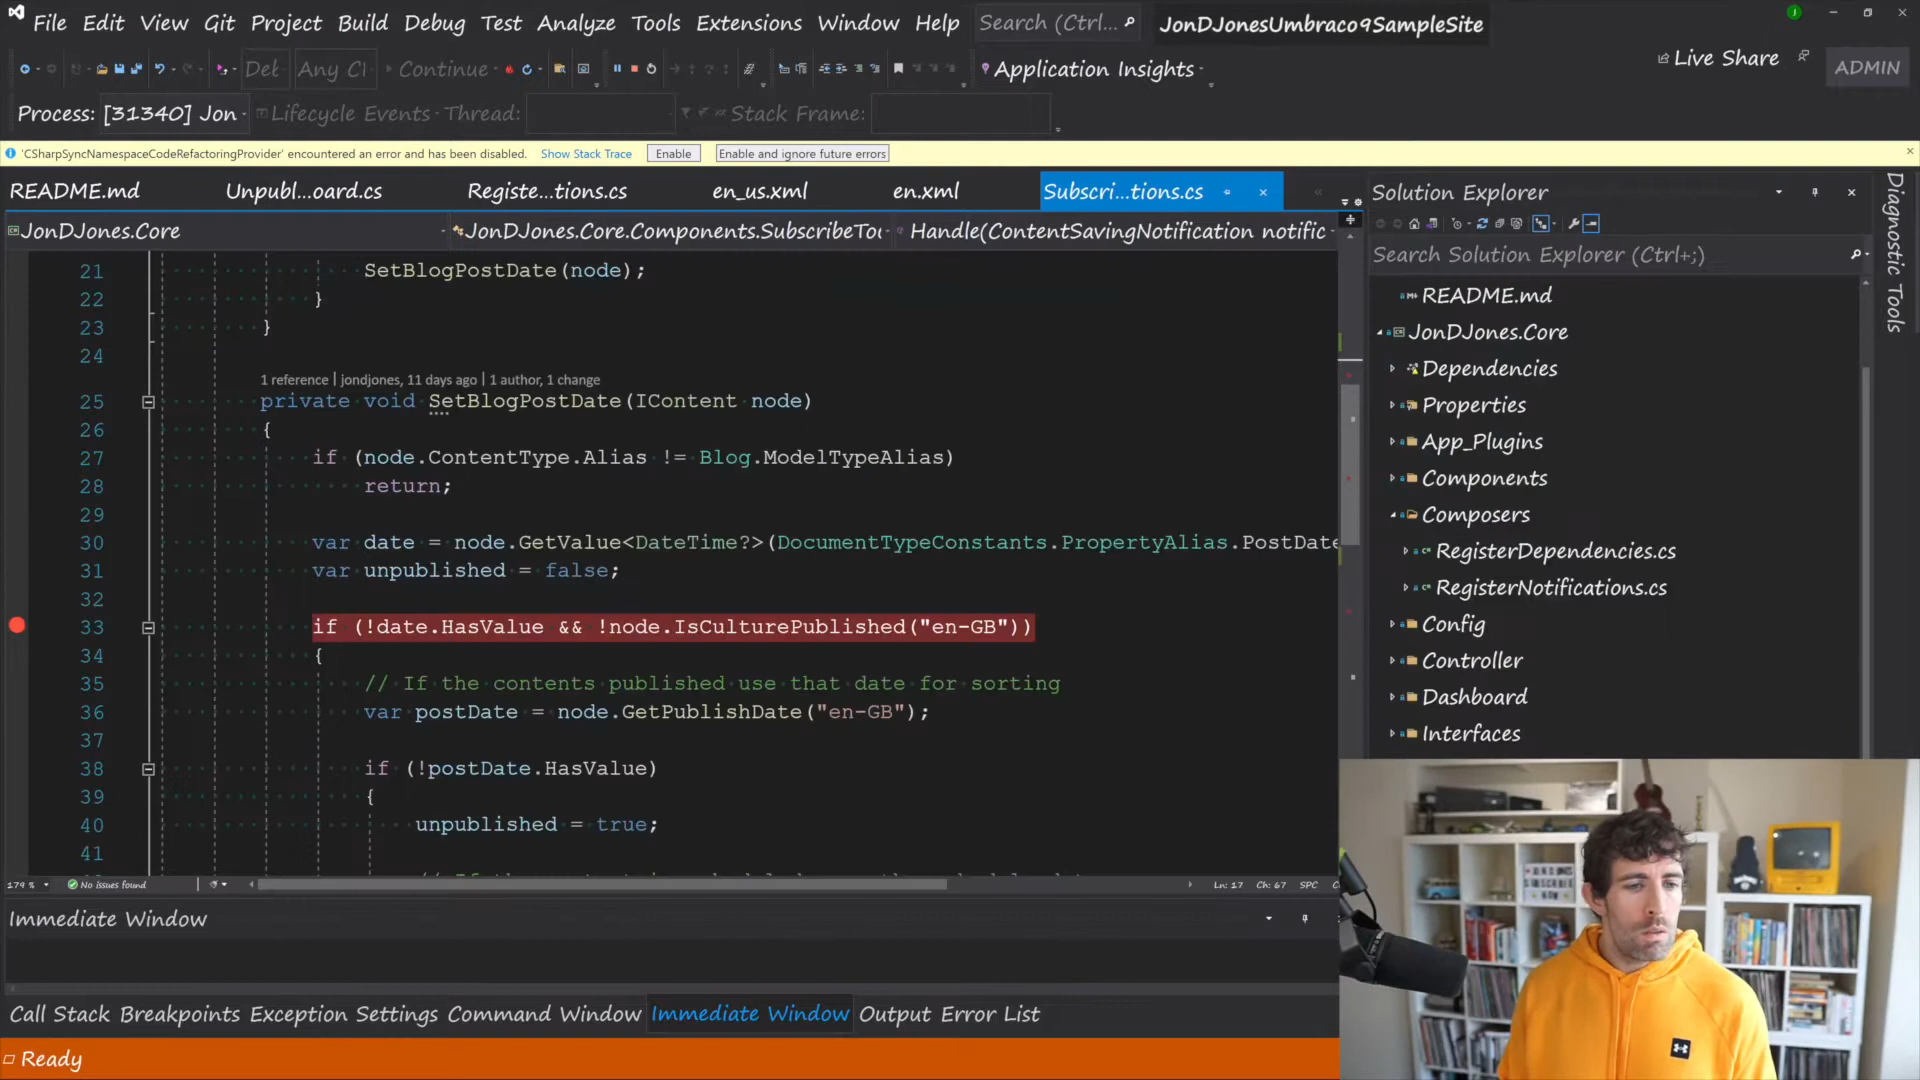 File Edit View Git Project Build Debug Test Analyze Tools Extensions Window Help Search (Ctrl... JonDJonesUmbraco9SampleSite
Any CI Continue Application Insights Live Share ADMIN
Process: [31340] Jon Lifecycle Events Thread: Stack Frame:
'CSharpSyncNamespaceCodeRefactoringProvider' encountered an error and has been disabled. Show Stack Trace Enable Enable and ignore future errors
README.md Unpubl...oard.cs Registe...tions.cs en_us.xml en.xml Subscri...tions.cs
JonDJones.Core JonDJones.Core.Components.SubscribeTo Handle(ContentSavingNotification notific
21 SetBlogPostDate(node);
22 }
23 }
24
1 reference | jondjones, 11 days ago | 1 author, 1 change
25 private void SetBlogPostDate(IContent node)
26 {
27 if (node.ContentType.Alias != Blog.ModelTypeAlias)
28 return;
29
30 var date = node.GetValue<DateTime?>(DocumentTypeConstants.PropertyAlias.PostDate
31 var unpublished = false;
32
33 if (!date.HasValue && !node.IsCulturePublished("en-GB"))
34 {
35 // If the contents published use that date for sorting
36 var postDate = node.GetPublishDate("en-GB");
37
38 if (!postDate.HasValue)
39 {
40 unpublished = true;
41
179 % No issues found Ln: 17 Ch: 67 SPC
Immediate Window
Call Stack Breakpoints Exception Settings Command Window Immediate Window Output Error List
Ready
Solution Explorer
Search Solution Explorer (Ctrl+;)
README.md
JonDJones.Core
Dependencies
Properties
App_Plugins
Components
Composers
RegisterDependencies.cs
RegisterNotifications.cs
Config
Controller
Dashboard
Interfaces
Diagnostic Tools